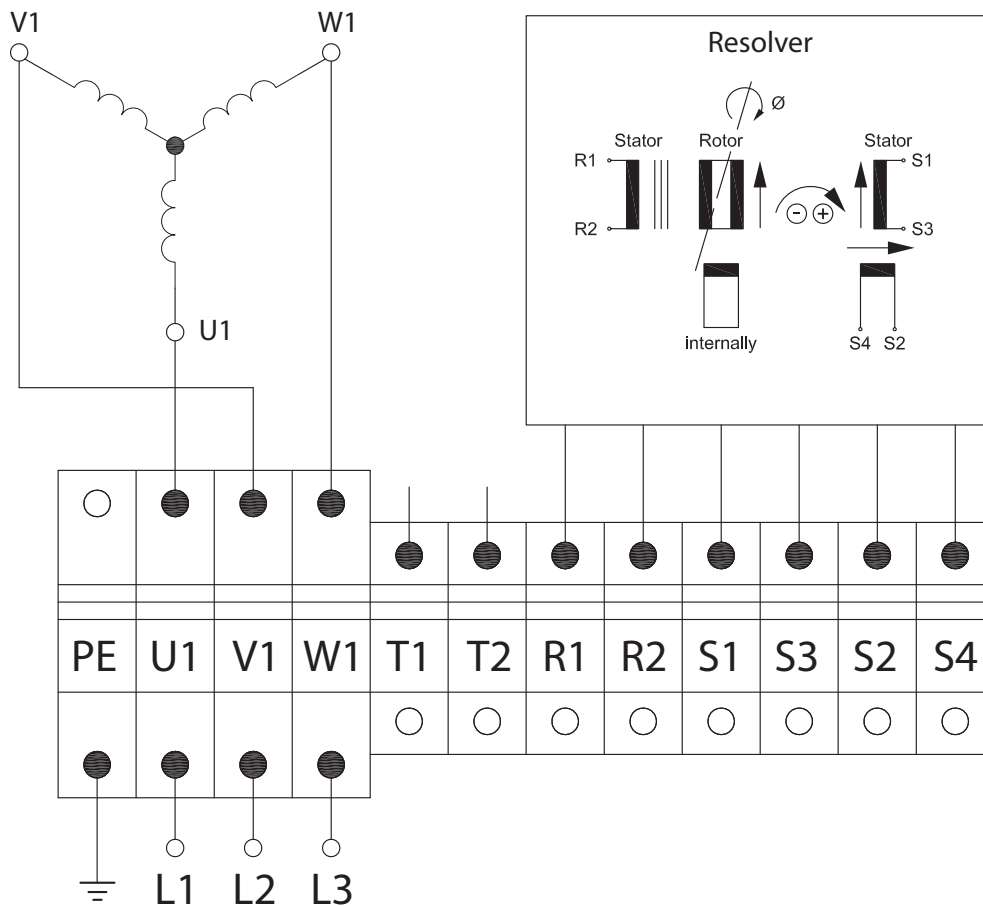 V1 W1
Resolver
Ø
Stator Rotor Stator
R1 S1
R2 S3
- +
U1
internally S4 S2
PE U1 V1 W1 T1 T2 R1 R2 S1 S3 S2 S4
L1 L2 L3